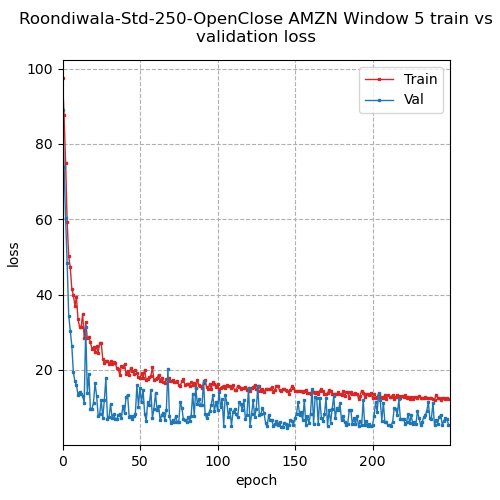 Roondiwala-Std-250-OpenClose AMZN Window 5 train vs
validation loss
Train
Val
100
80
60
40
20
loss
0
50
100
150
200
epoch